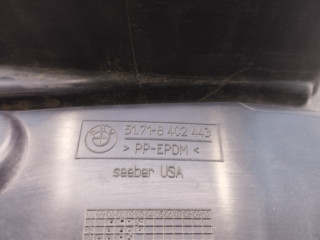 51.71-8 402 443
> PP-EPDM <
seeber USA